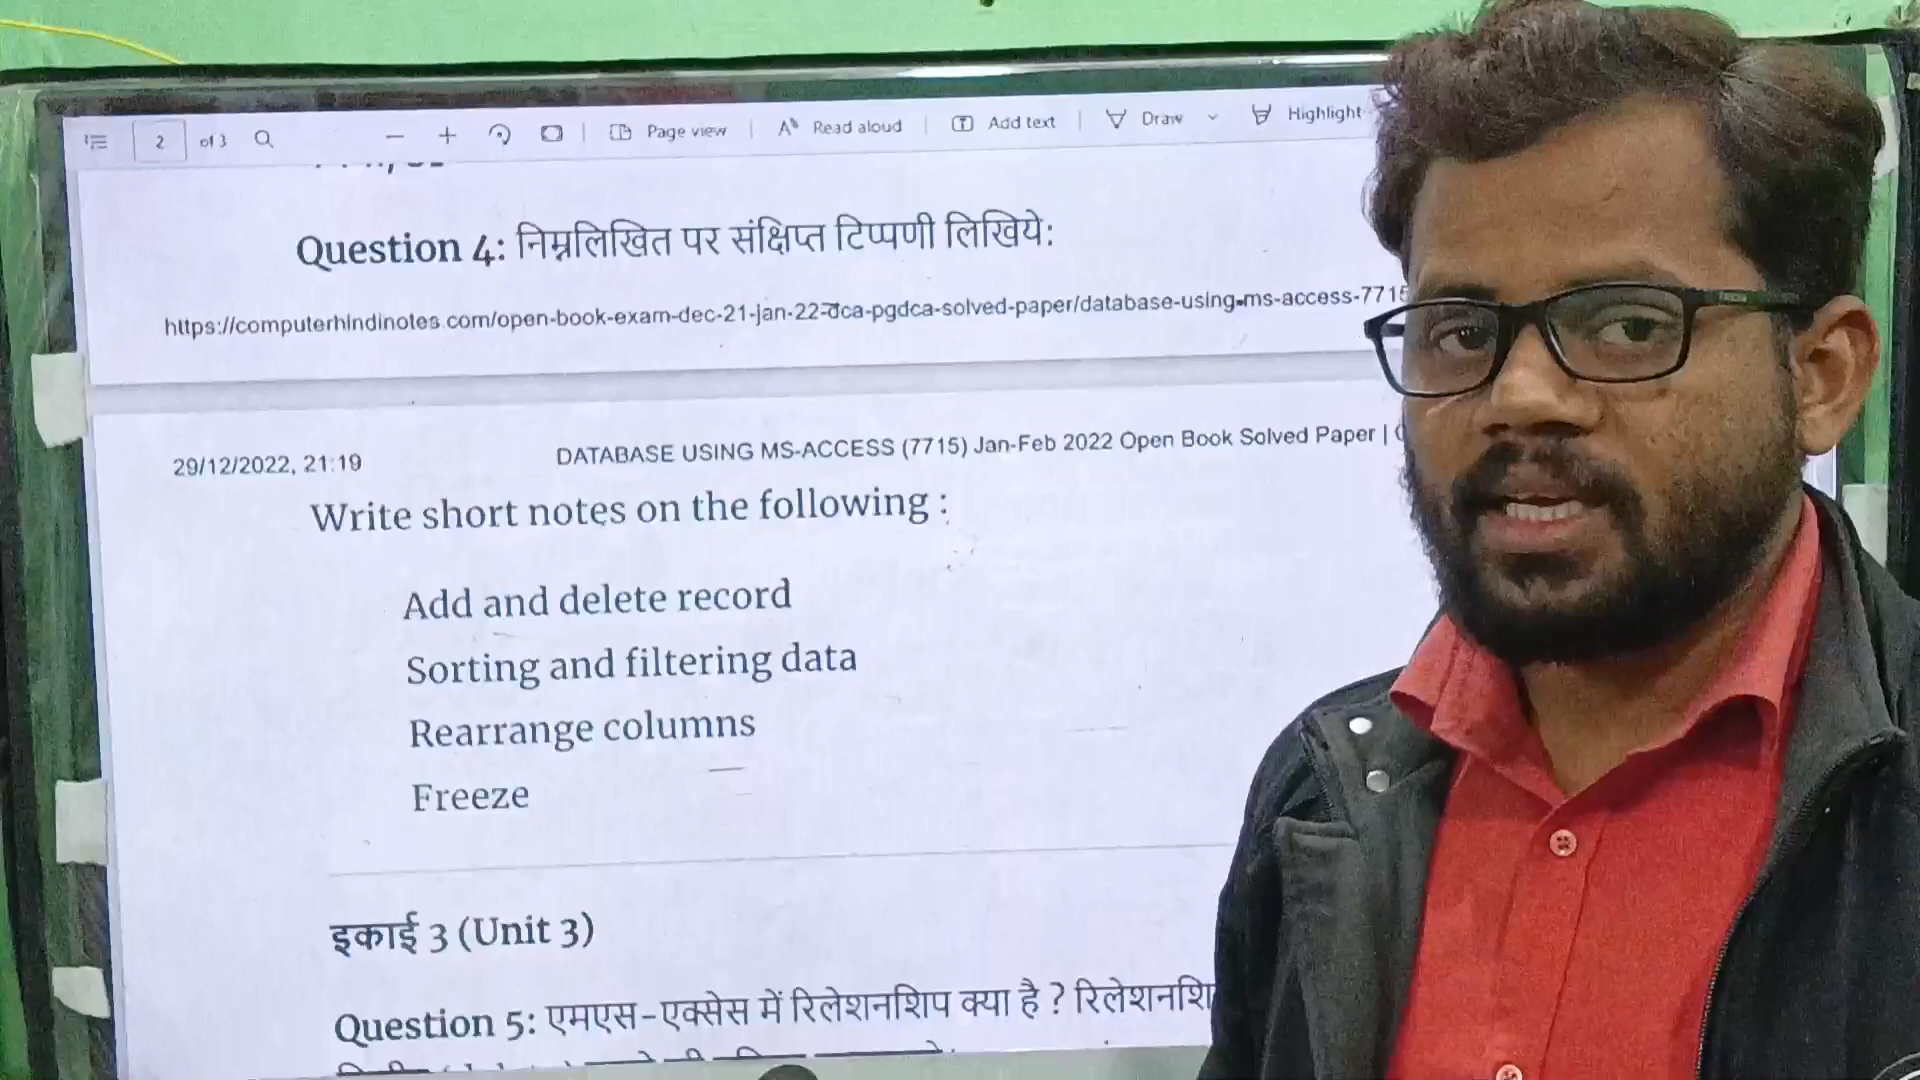 2 of 3 Page view Read aloud Add text Draw Highlight
Question 4: निम्नलिखित पर संक्षिप्त टिप्पणी लिखिये:
https://computerhindinotes.com/open-book-exam-dec-21-jan-22-dca-pgdca-solved-paper/database-using-ms-access-7715
29/12/2022, 21:19 DATABASE USING MS-ACCESS (7715) Jan-Feb 2022 Open Book Solved Paper |
Write short notes on the following :
Add and delete record
Sorting and filtering data
Rearrange columns
Freeze
इकाई 3 (Unit 3)
Question 5: एमएस-एक्सेस में रिलेशनशिप क्या है ?